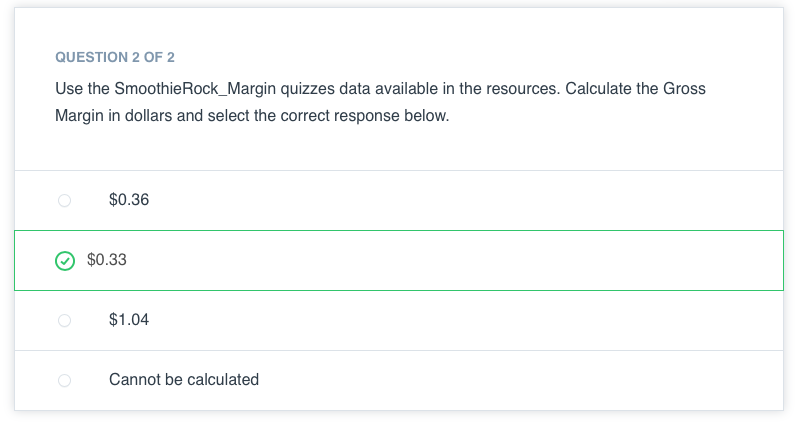 QUESTION 2 OF 2
Use the SmoothieRock_Margin quizzes data available in the resources. Calculate the Gross
Margin in dollars and select the correct response below.
$0.36
$0.33
$1.04
Cannot be calculated